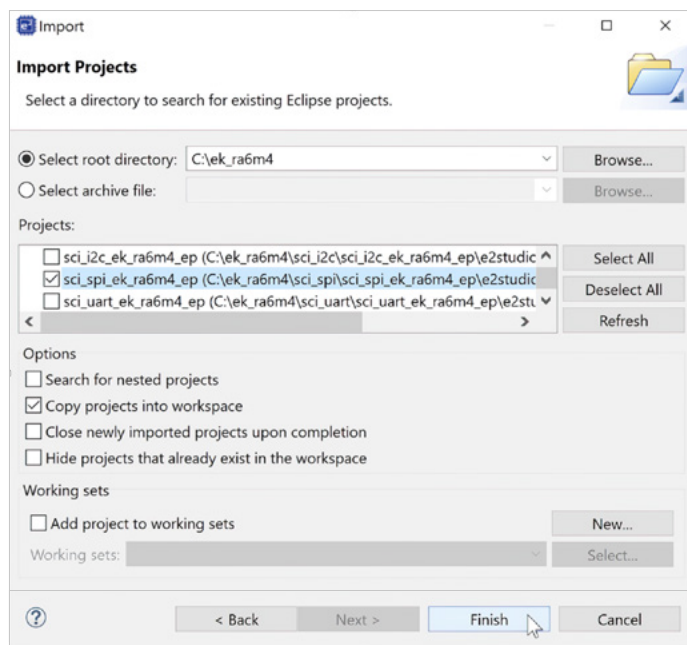 Import
Import Projects
Select a directory to search for existing Eclipse projects.
Select root directory: C:\ek_ra6m4 Browse...
Select archive file: Browse...
Projects:
sci_i2c_ek_ra6m4_ep (C:\ek_ra6m4\sci_i2c\sci_i2c_ek_ra6m4_ep\e2studic Select All
sci_spi_ek_ra6m4_ep (C:\ek_ra6m4\sci_spi\sci_spi_ek_ra6m4_ep\e2studic Deselect All
sci_uart_ek_ra6m4_ep (C:\ek_ra6m4\sci_uart\sci_uart_ek_ra6m4_ep\e2stu Refresh
Options
Search for nested projects
Copy projects into workspace
Close newly imported projects upon completion
Hide projects that already exist in the workspace
Working sets
Add project to working sets New...
Working sets: Select...
? < Back Next > Finish Cancel